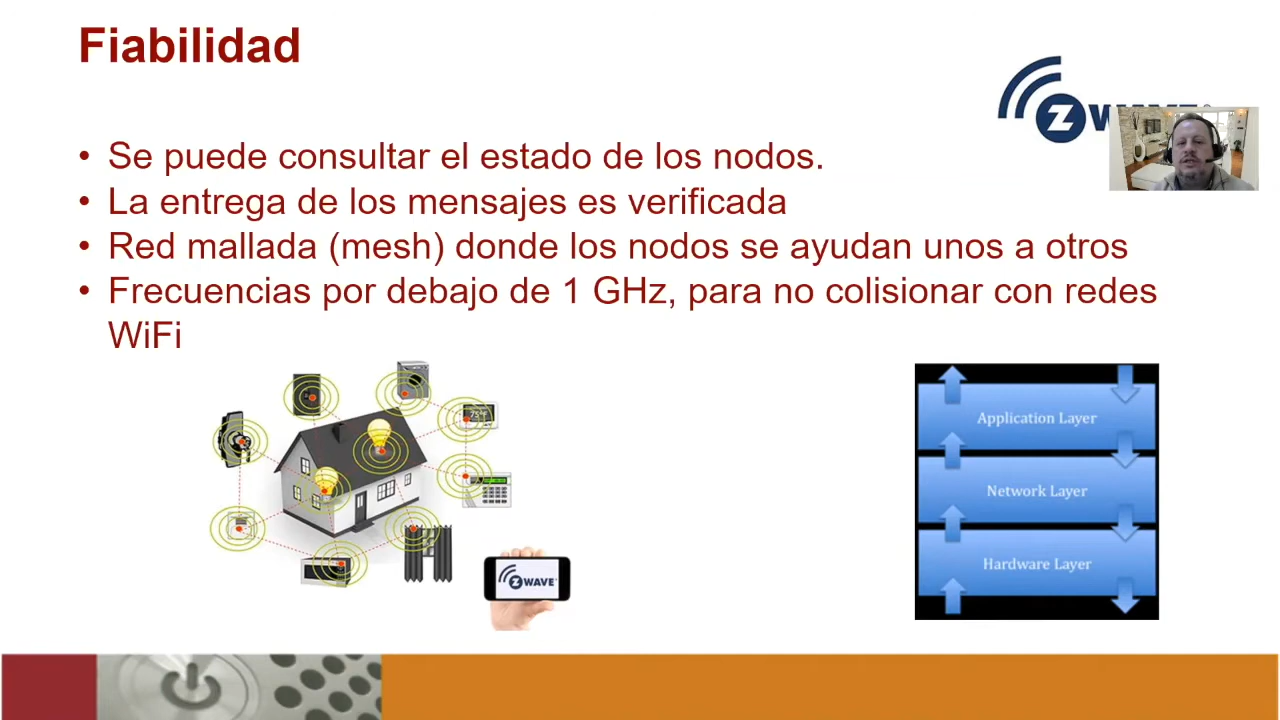 Fiabilidad
• Se puede consultar el estado de los nodos.
• La entrega de los mensajes es verificada
• Red mallada (mesh) donde los nodos se ayudan unos a otros
• Frecuencias por debajo de 1 GHz, para no colisionar con redes
WiFi
Application Layer
Network Layer
Hardware Layer
Z WAVE